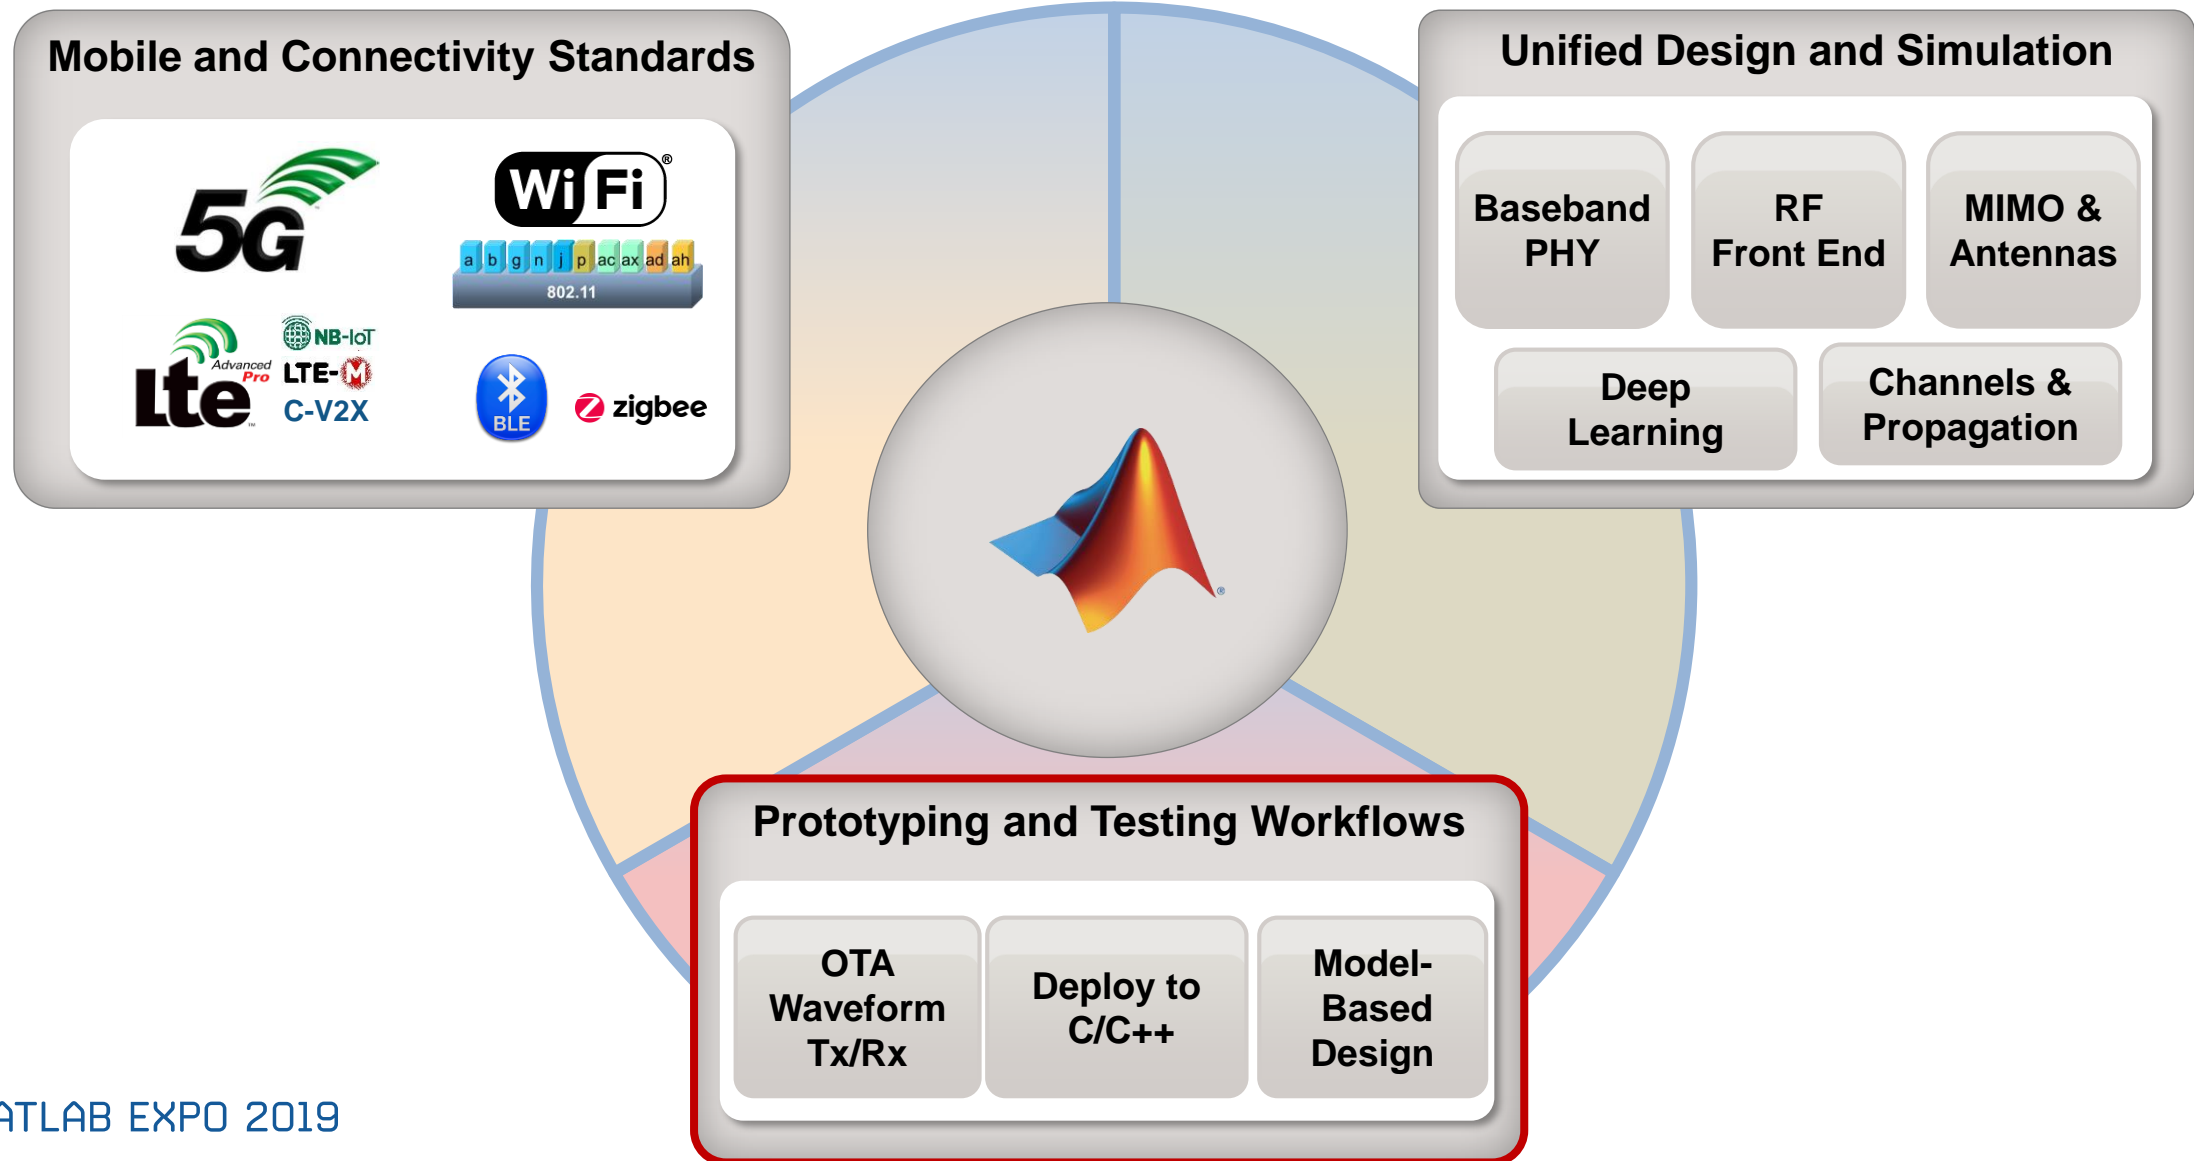 Mobile and Connectivity Standards
5G
WiFi®
a b g n j p ac ax ad ah
802.11
Lte Advanced Pro
NB-IoT
LTE-M
C-V2X
BLE
zigbee
Unified Design and Simulation
Baseband
PHY
RF
Front End
MIMO &
Antennas
Deep
Learning
Channels &
Propagation
Prototyping and Testing Workflows
OTA
Waveform
Tx/Rx
Deploy to
C/C++
Model-
Based
Design
ATLAB EXPO 2019